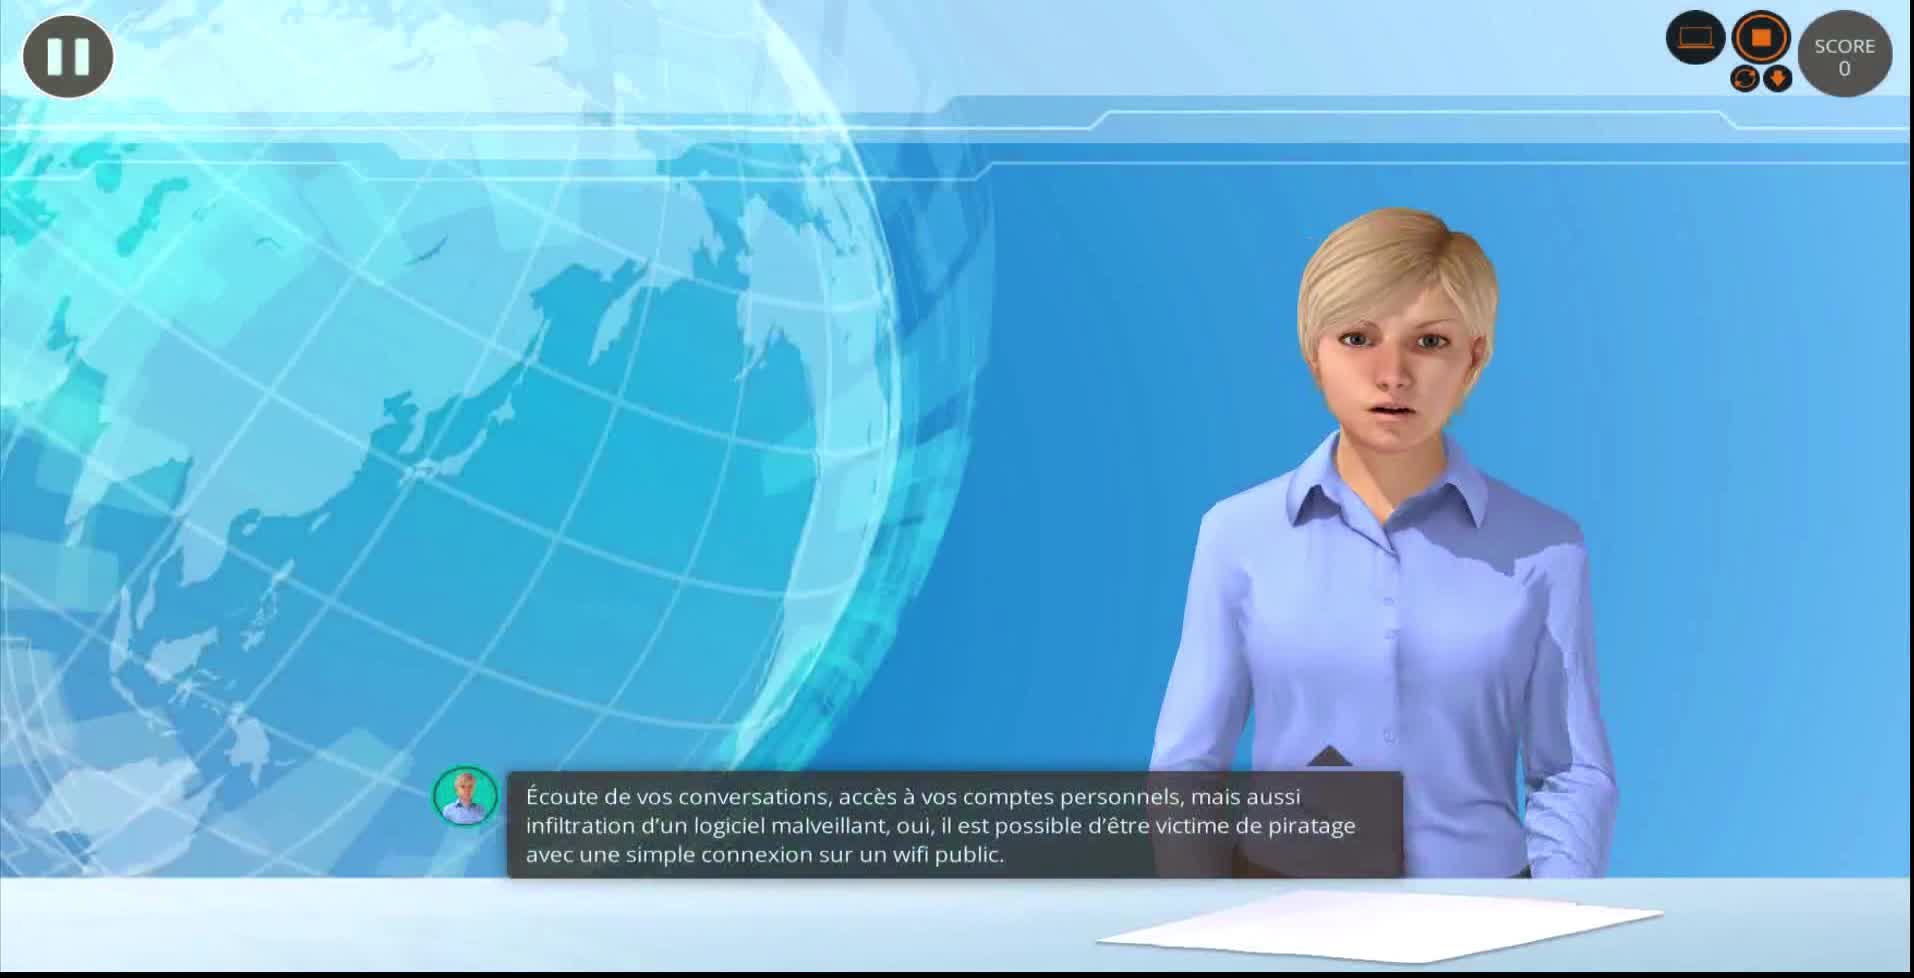 SCORE
0
Écoute de vos conversations, accès à vos comptes personnels, mais aussi
infiltration d’un logiciel malveillant, oui, il est possible d’être victime de piratage
avec une simple connexion sur un wifi public.